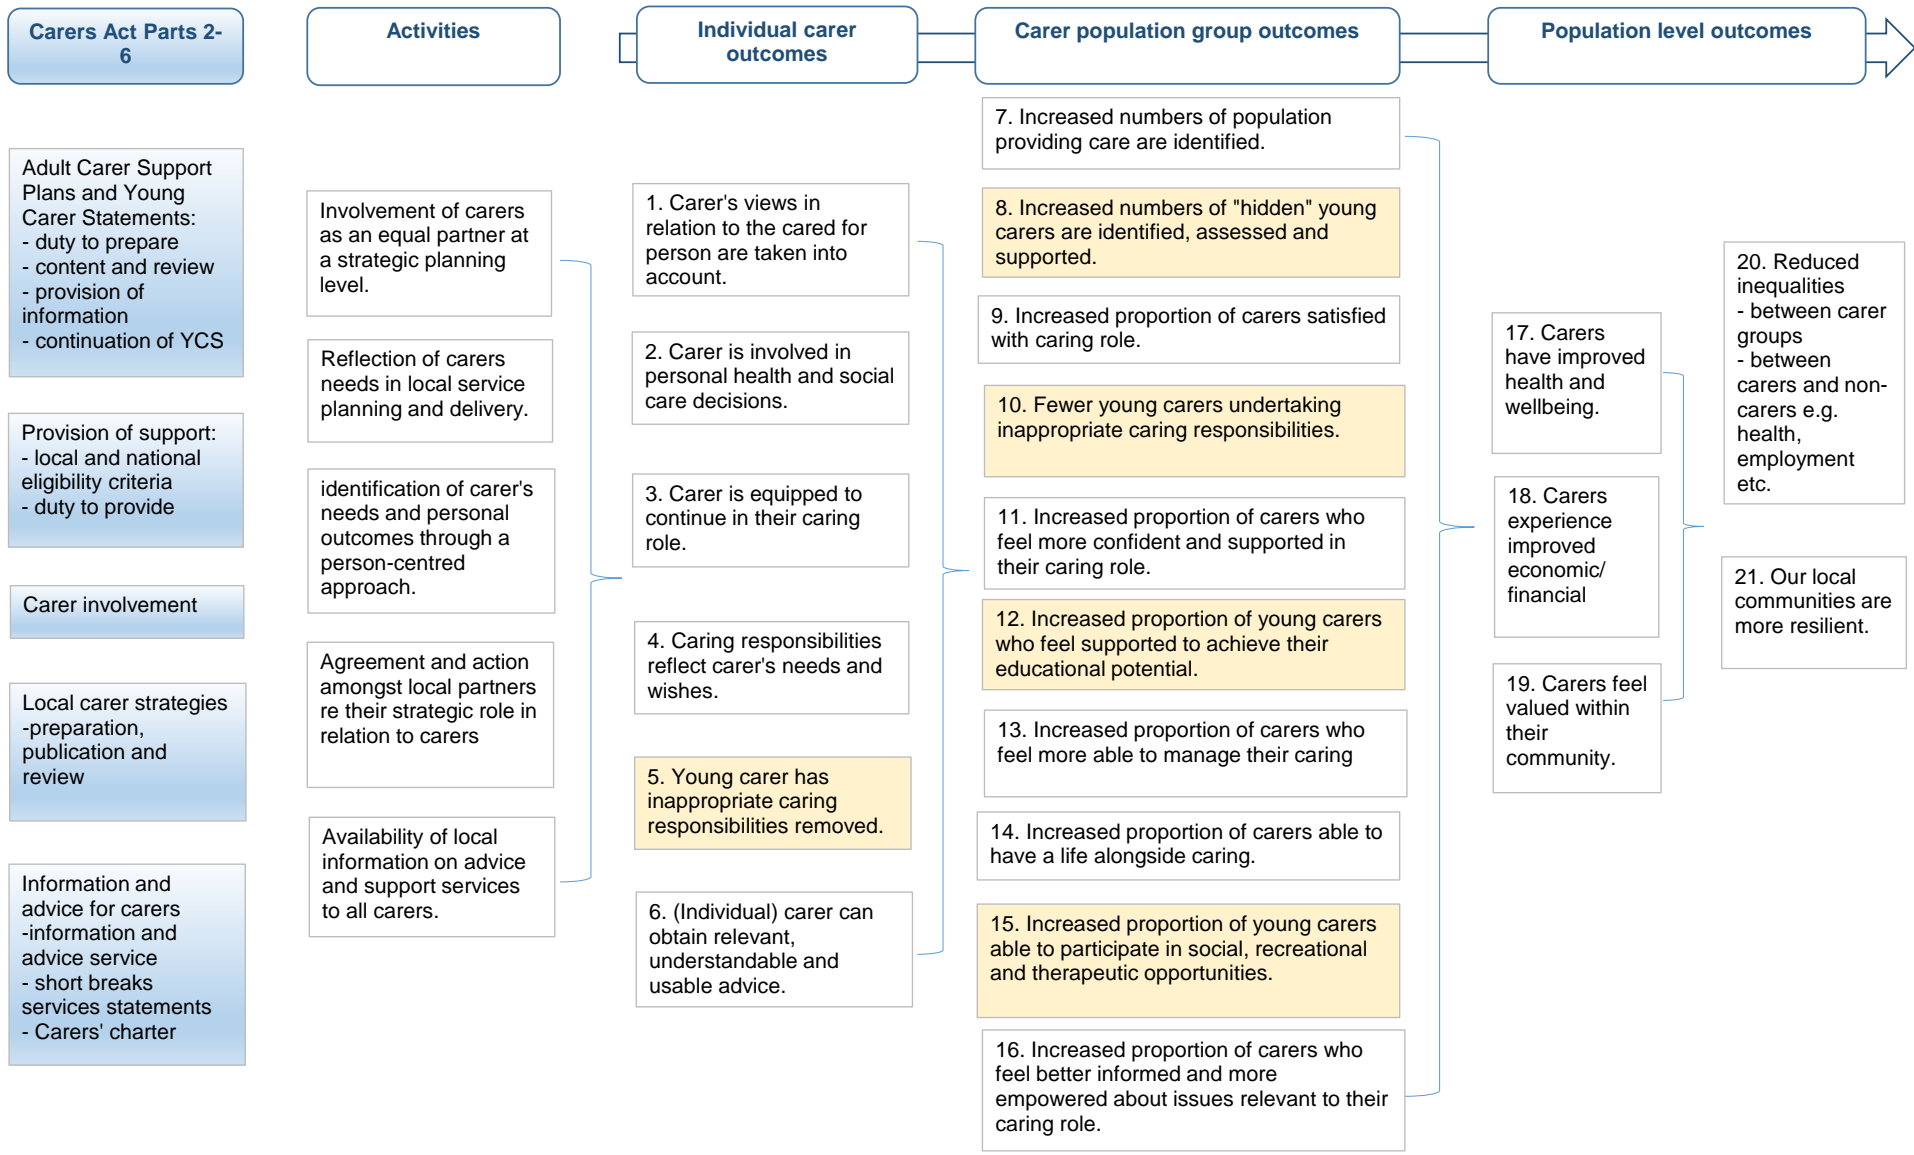 Carers Act Parts 2-
6
Activities
Individual carer
outcomes
Carer population group outcomes
Population level outcomes
Adult Carer Support
Plans and Young
Carer Statements:
- duty to prepare
- content and review
- provision of
information
- continuation of YCS
Provision of support:
- local and national
eligibility criteria
- duty to provide
Carer involvement
Local carer strategies
-preparation,
publication and
review
Information and
advice for carers
-information and
advice service
- short breaks
services statements
- Carers' charter
Involvement of carers
as an equal partner at
a strategic planning
level.
Reflection of carers
needs in local service
planning and delivery.
identification of carer's
needs and personal
outcomes through a
person-centred
approach.
Agreement and action
amongst local partners
re their strategic role in
relation to carers
Availability of local
information on advice
and support services
to all carers.
1. Carer's views in
relation to the cared for
person are taken into
account.
2. Carer is involved in
personal health and social
care decisions.
3. Carer is equipped to
continue in their caring
role.
4. Caring responsibilities
reflect carer's needs and
wishes.
5. Young carer has
inappropriate caring
responsibilities removed.
6. (Individual) carer can
obtain relevant,
understandable and
usable advice.
7. Increased numbers of population
providing care are identified.
8. Increased numbers of "hidden" young
carers are identified, assessed and
supported.
9. Increased proportion of carers satisfied
with caring role.
10. Fewer young carers undertaking
inappropriate caring responsibilities.
11. Increased proportion of carers who
feel more confident and supported in
their caring role.
12. Increased proportion of young carers
who feel supported to achieve their
educational potential.
13. Increased proportion of carers who
feel more able to manage their caring
14. Increased proportion of carers able to
have a life alongside caring.
15. Increased proportion of young carers
able to participate in social, recreational
and therapeutic opportunities.
16. Increased proportion of carers who
feel better informed and more
empowered about issues relevant to their
caring role.
17. Carers
have improved
health and
wellbeing.
18. Carers
experience
improved
economic/
financial
19. Carers feel
valued within
their
community.
20. Reduced
inequalities
- between carer
groups
- between
carers and non-
carers e.g.
health,
employment
etc.
21. Our local
communities are
more resilient.